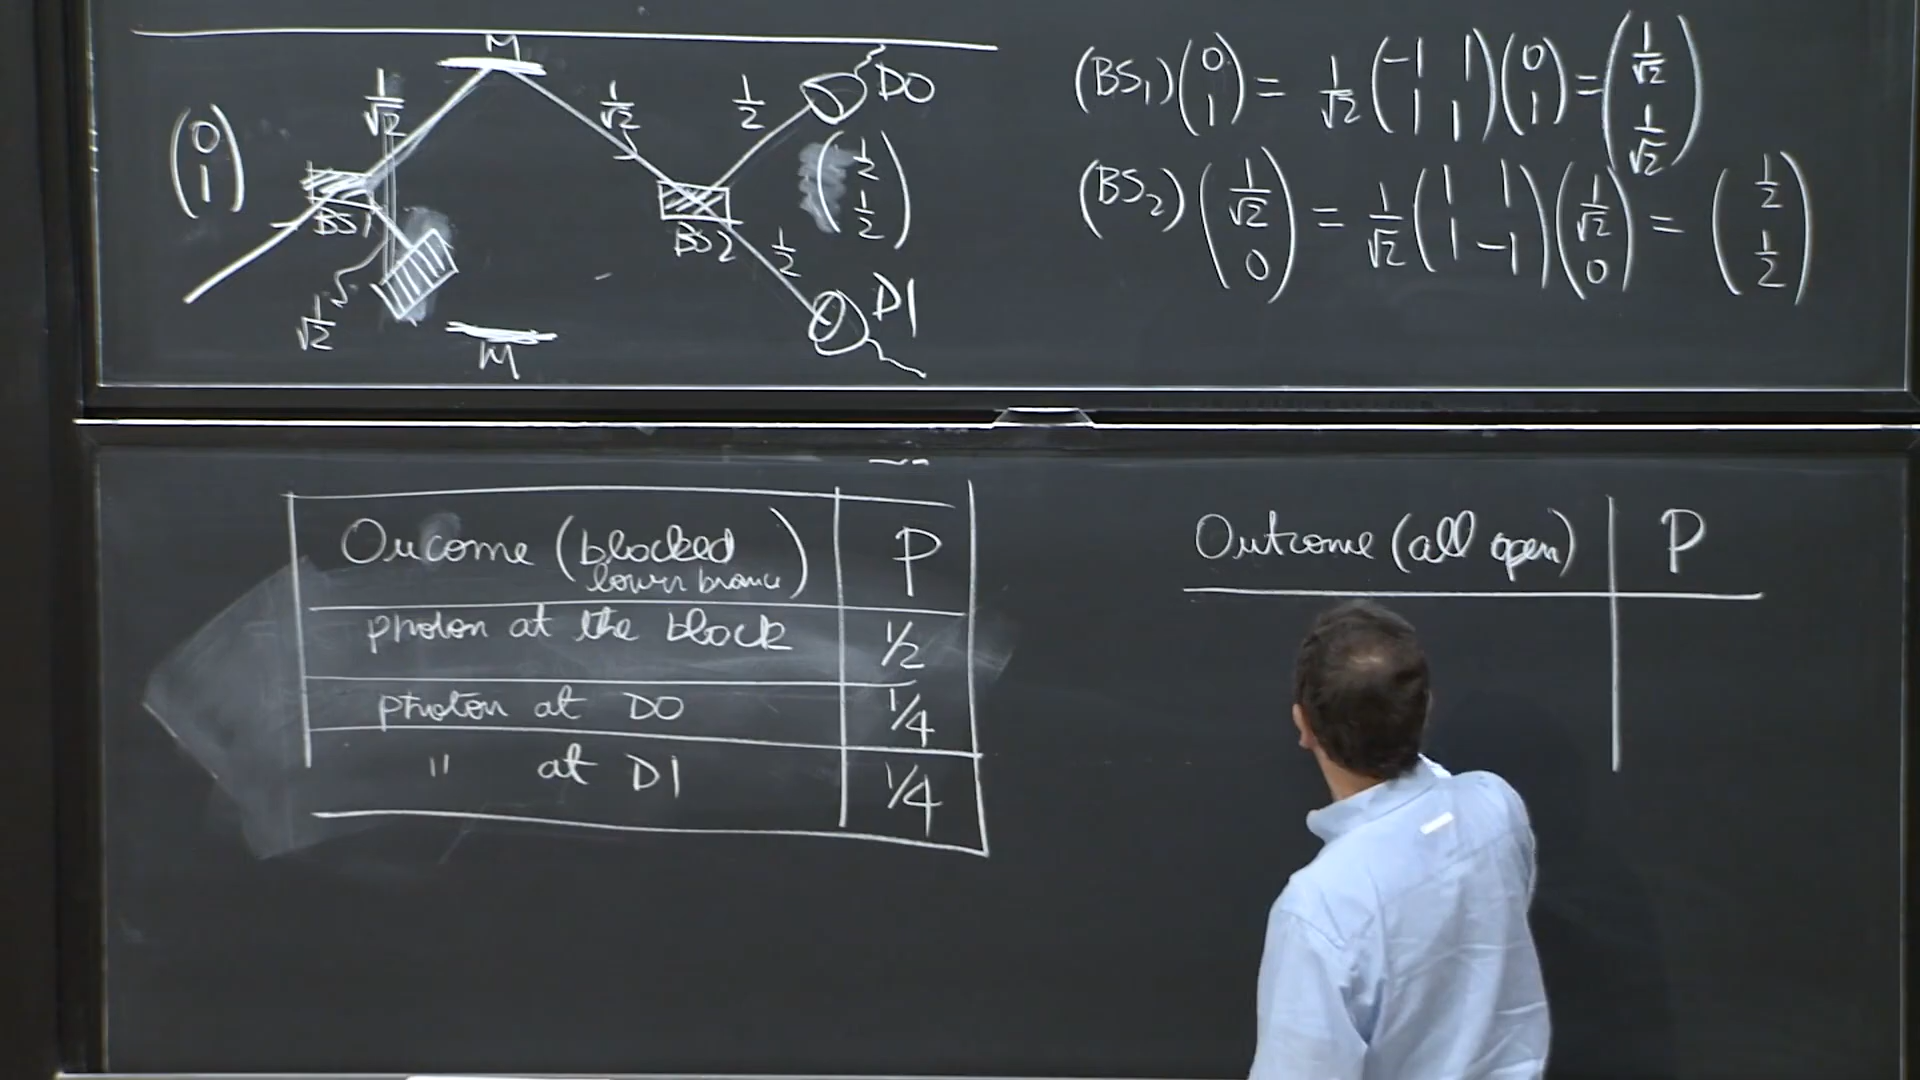 M
1/√2
1/√2
1/2
D0
(0 1)
BS1
BS2
(1/2 1/2)
1/2
1/√2
M
D1
(BS1)(0 1) = 1/√2 (-1 1 1 1)(0 1) = (1/√2 1/√2)
(BS2)(1/√2 0) = 1/√2 (1 1 1 -1)(1/√2 0) = (1/2 1/2)
Oucome (blocked lower branc) P
photon at the block 1/2
photon at D0 1/4
" at D1 1/4
Outcome (all open) P